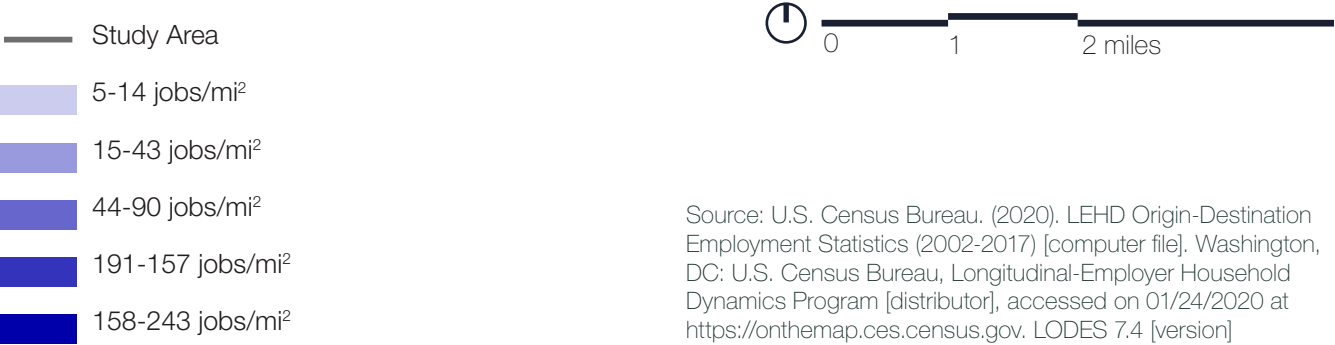 Study Area
5-14 jobs/mi²
15-43 jobs/mi²
44-90 jobs/mi²
191-157 jobs/mi²
158-243 jobs/mi²
0 1 2 miles
Source: U.S. Census Bureau. (2020). LEHD Origin-Destination
Employment Statistics (2002-2017) [computer file]. Washington,
DC: U.S. Census Bureau, Longitudinal-Employer Household
Dynamics Program [distributor], accessed on 01/24/2020 at
https://onthemap.ces.census.gov. LODES 7.4 [version]